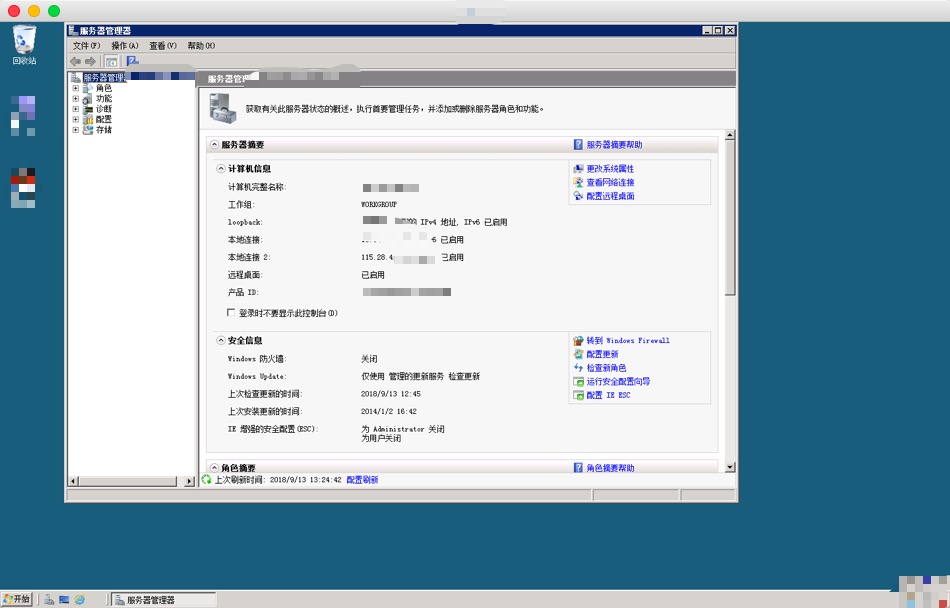 服务器管理器
文件(F) 操作(A) 查看(V) 帮助(H)
回收站
服务器管理
角色
功能
诊断
配置
存储
服务器管理
获取有关此服务器状态的概述，执行首要管理任务，并添加或删除服务器角色和功能。
服务器摘要
服务器摘要帮助
计算机信息
计算机完整名称:
工作组: WORKGROUP
loopback: IPv4 地址, IPv6 已启用
本地连接: 6 已启用
本地连接 2: 115.28.4 已启用
远程桌面: 已启用
产品 ID:
登录时不要显示此控制台(D)
更改系统属性
查看网络连接
配置远程桌面
安全信息
Windows 防火墙: 关闭
Windows Update: 仅使用 管理的更新服务 检查更新
上次检查更新的时间: 2018/9/13 12:45
上次安装更新的时间: 2014/1/2 16:42
IE 增强的安全配置(ESC): 为 Administrator 关闭
为用户关闭
转到 Windows Firewall
配置更新
检查新角色
运行安全配置向导
配置 IE ESC
角色摘要
角色摘要帮助
上次刷新时间: 2018/9/13 13:24:42 配置刷新
开始
服务器管理器